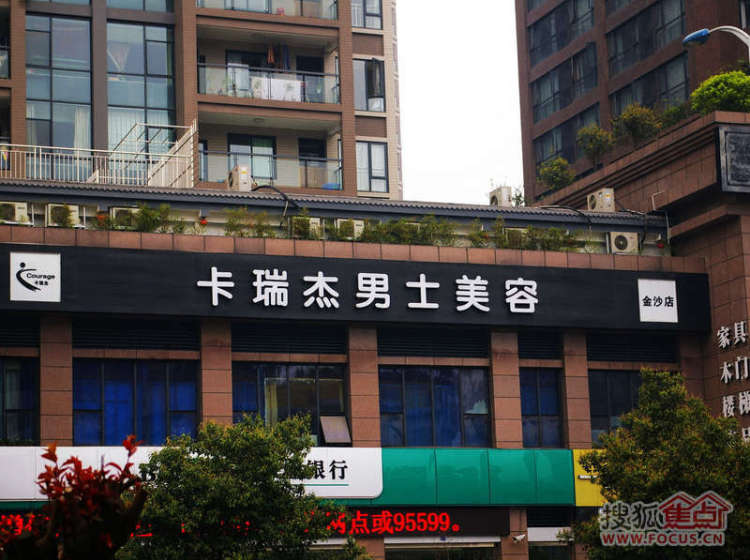 Courage
卡瑞杰
卡瑞杰男士美容
金沙店
家具
木门
楼梯
银行
网点或95599。
搜狐焦点
WWW.FOCUS.CN